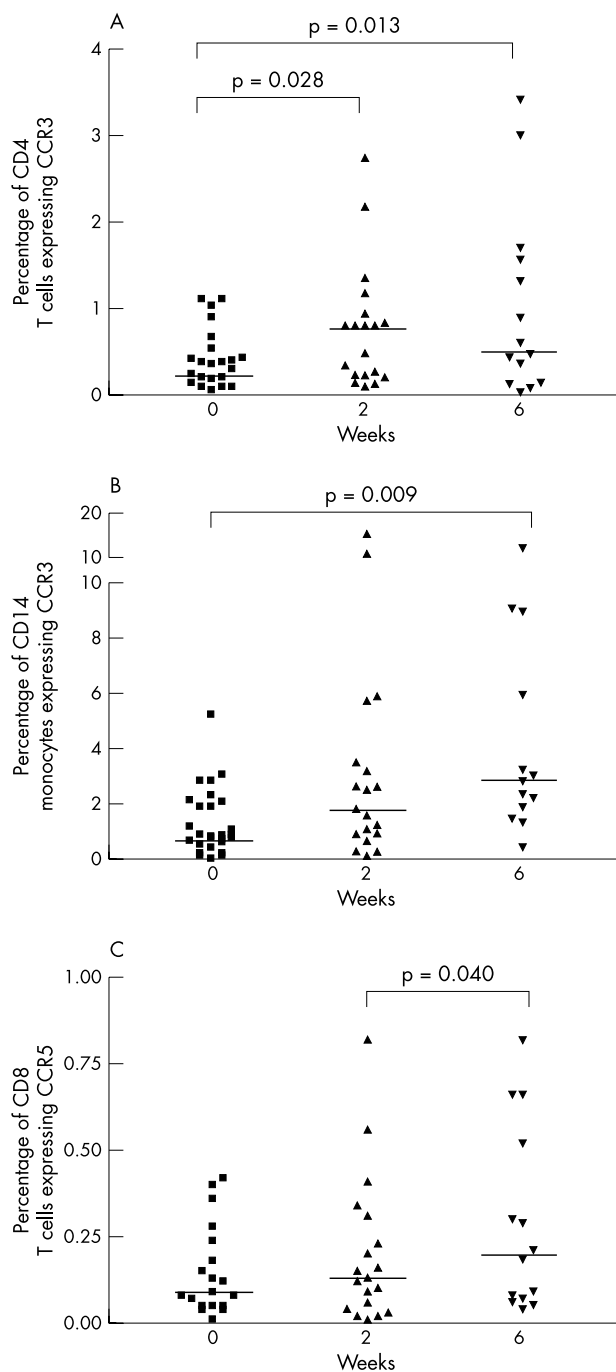 A
p = 0.013
p = 0.028
Percentage of CD4
T cells expressing CCR3
4
3
2
1
0
0 2 6
Weeks
B
p = 0.009
Percentage of CD14
monocytes expressing CCR3
20
10
10
8
6
4
2
0
0 2 6
Weeks
C
p = 0.040
Percentage of CD8
T cells expressing CCR5
1.00
0.75
0.50
0.25
0.00
0 2 6
Weeks